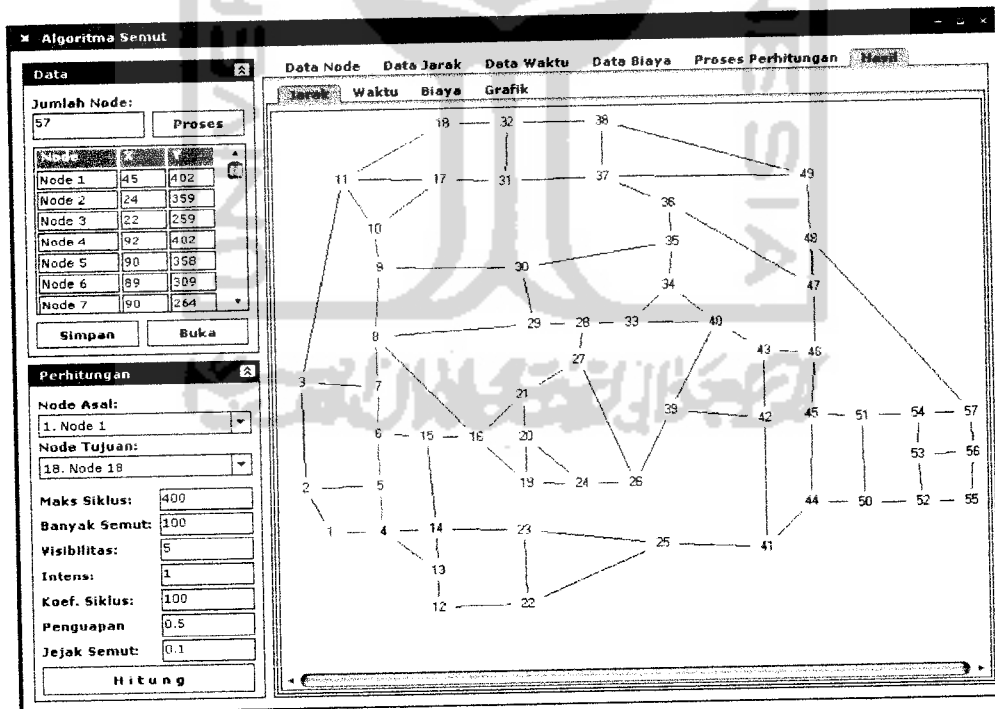 Algoritma Semut
Data
Jumlah Node:
57 Proses
Node X Y
Node 1 45 402
Node 2 24 359
Node 3 22 259
Node 4 92 402
Node 5 90 358
Node 6 89 309
Node 7 90 264
Simpan Buka
Perhitungan
Node Asal:
1. Node 1
Node Tujuan:
18. Node 18
Maks Siklus: 400
Banyak Semut: 100
Visibilitas: 5
Intens: 1
Koef. Siklus: 100
Penguapan 0.5
Jejak Semut: 0.1
Hitung
Data Node Data Jarak Data Waktu Data Biaya Proses Perhitungan Hasil
Jarak Waktu Biaya Grafik
18 32 38
11 17 31 37 49
36
10
35 48
9 30
34 47
29 28 33 40
8
43 46
27
3 7
21
39 42 45 51 54 57
6 15 16 20
53 56
2 5 19 24 26
44 50 52 55
1 4 14 23
25 41
13
12 22
UNIVER